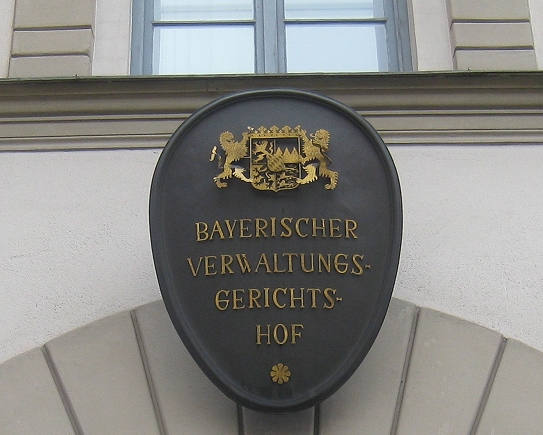 BAYERISCHER
VERWALTUNGS-
GERICHTS-
HOF